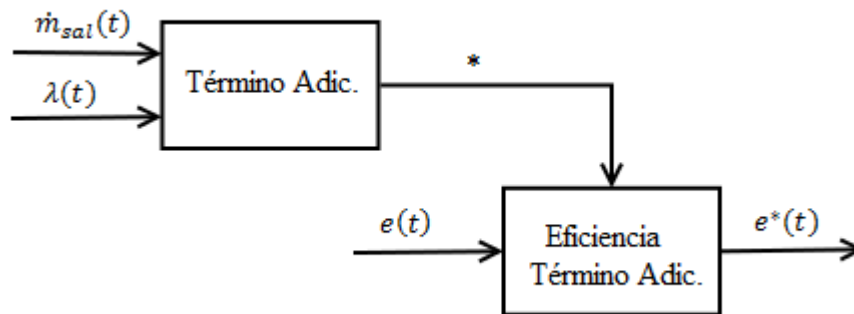 ṁ_sal(t)
Término Adic.
*
λ(t)
e(t)
Eficiencia
Término Adic.
e*(t)